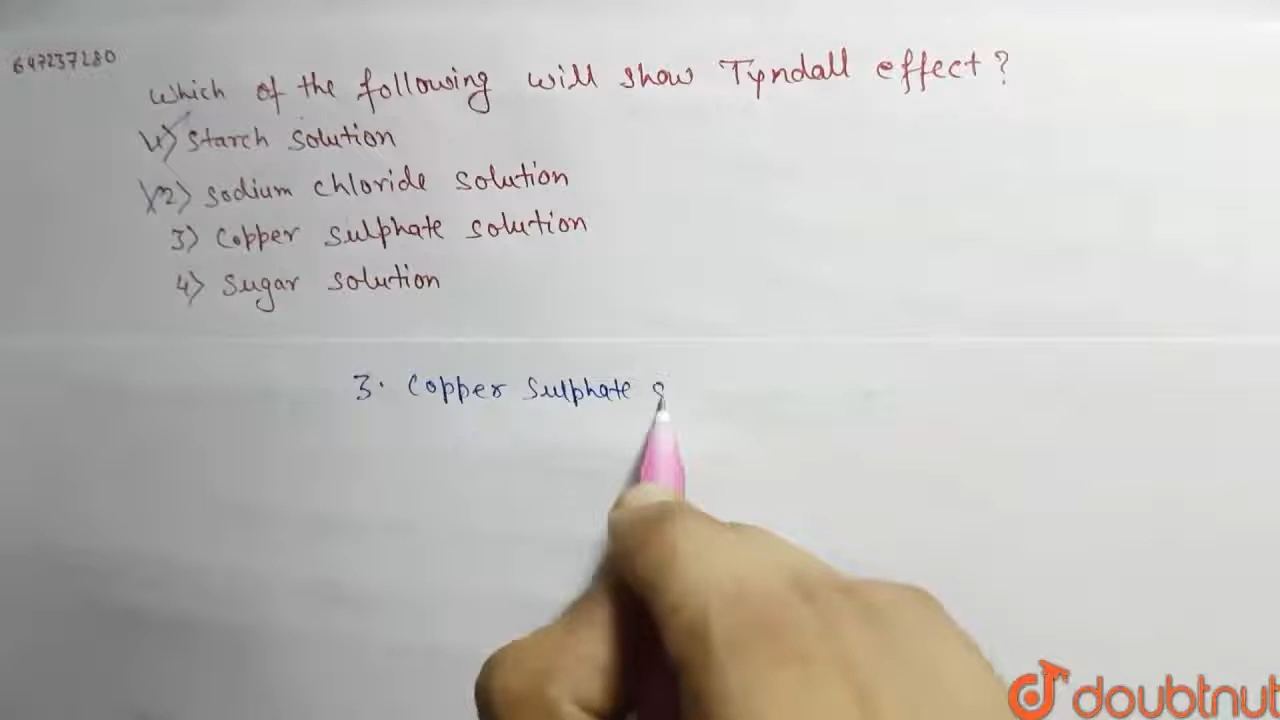 647237280
Which of the following will show Tyndall effect?
1) Starch solution
2) Sodium chloride solution
3) Copper sulphate solution
4) Sugar solution
3. Copper sulphate s
doubtnut